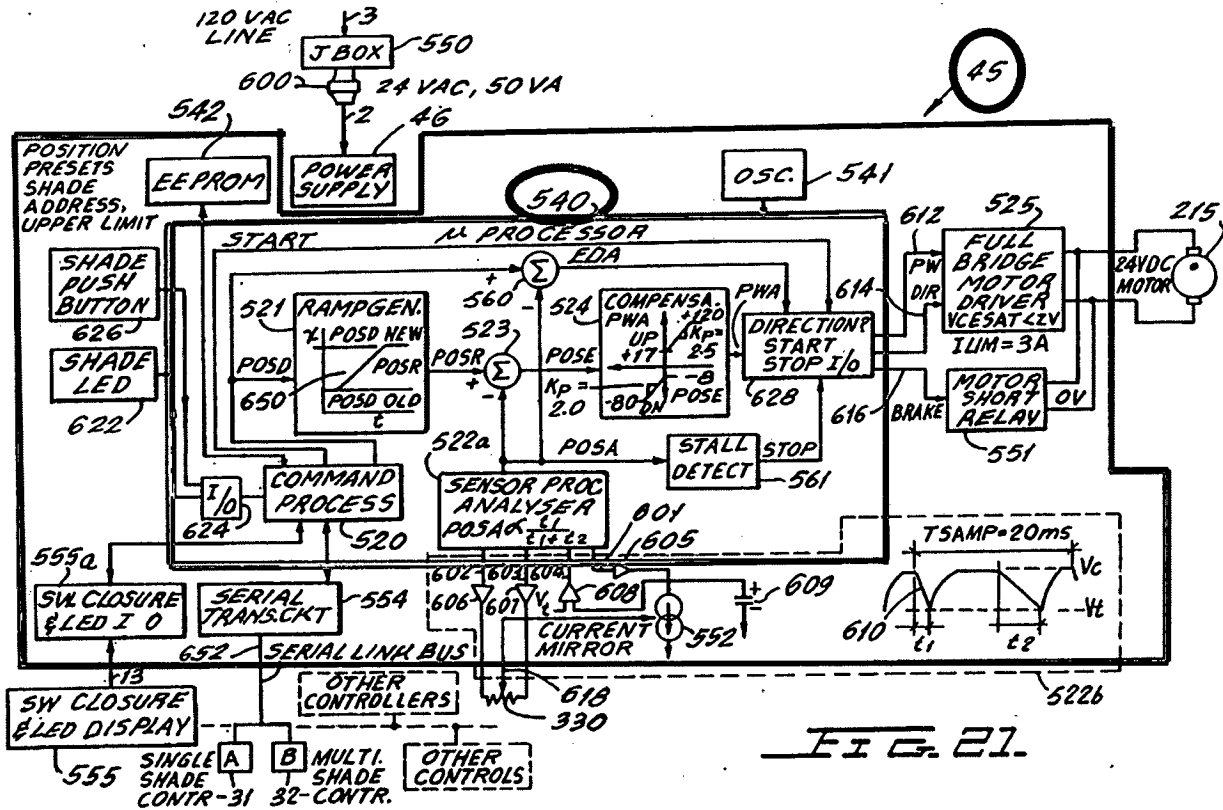 120 VAC
LINE
3
J BOX
550
600
24 VAC, 50 VA
2
46
45
542
POSITION
PRESETS
SHADE
ADDRESS,
UPPER LIMIT
EEPROM
POWER
SUPPLY
540
OSC.
541
START
μ PROCESSOR
612
525
215
SHADE
PUSH
BUTTON
626
SHADE
LED
622
521
RAMPGEN.
POSD NEW
POSR
POSD OLD
t
650
POSD
POSR
+
-
Σ
560
EDA
523
+
-
Σ
POSE
524
COMPENSA.
PWA
+120
UP
+17
KP=
2.5
KP=
2.0
-80
DN
-8
POSE
PWA
DIRECTION?
START
STOP I/O
628
PW
DIR
614
FULL
BRIDGE
MOTOR
DRIVER
VCESAT<2V
ILIM=3A
24VDC
MOTOR
616
BRAKE
MOTOR
SHORT
RELAY
0V
551
522a
POSA
STALL
DETECT
STOP
561
I/O
624
COMMAND
PROCESS
520
SENSOR PROC
ANALYSER
POSA∝ t1/t1+t2
601
605
TSAMP=20ms
555a
SW. CLOSURE
& LED I O
SERIAL
TRANS.CKT
554
602
603
604
606
607
Vt
608
609
552
CURRENT
MIRROR
Vc
Vt
610
t1
t2
652
SERIAL LINK BUS
13
SW CLOSURE
& LED DISPLAY
555
OTHER
CONTROLLERS
618
330
522b
A
B
SINGLE
SHADE
CONTR-31
MULTI.
SHADE
32-CONTR.
OTHER
CONTROLS
FIG. 21.